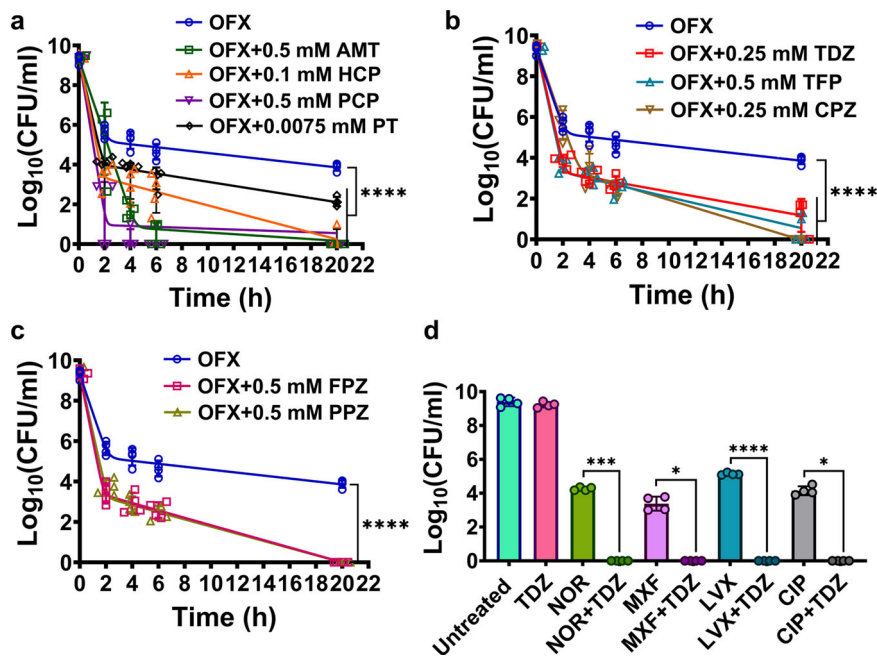 a
OFX
OFX+0.5 mM AMT
OFX+0.1 mM HCP
OFX+0.5 mM PCP
OFX+0.0075 mM PT
Log10(CFU/ml)
10
8
6
4
2
0
****
0 2 4 6 8 10 12 14 16 18 20 22
Time (h)
b
OFX
OFX+0.25 mM TDZ
OFX+0.5 mM TFP
OFX+0.25 mM CPZ
Log10(CFU/ml)
10
8
6
4
2
0
****
0 2 4 6 8 10 12 14 16 18 20 22
Time (h)
c
OFX
OFX+0.5 mM FPZ
OFX+0.5 mM PPZ
Log10(CFU/ml)
10
8
6
4
2
0
****
0 2 4 6 8 10 12 14 16 18 20 22
Time (h)
d
Log10(CFU/ml)
10
8
6
4
2
0
***
*
****
*
Untreated
TDZ
NOR
NOR+TDZ
MXF
MXF+TDZ
LVX
LVX+TDZ
CIP
CIP+TDZ